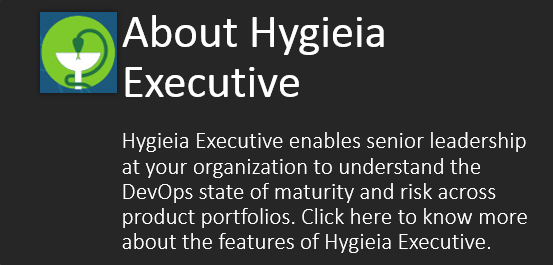 About Hygieia
Executive
Hygieia Executive enables senior leadership
at your organization to understand the
DevOps state of maturity and risk across
product portfolios. Click here to know more
about the features of Hygieia Executive.